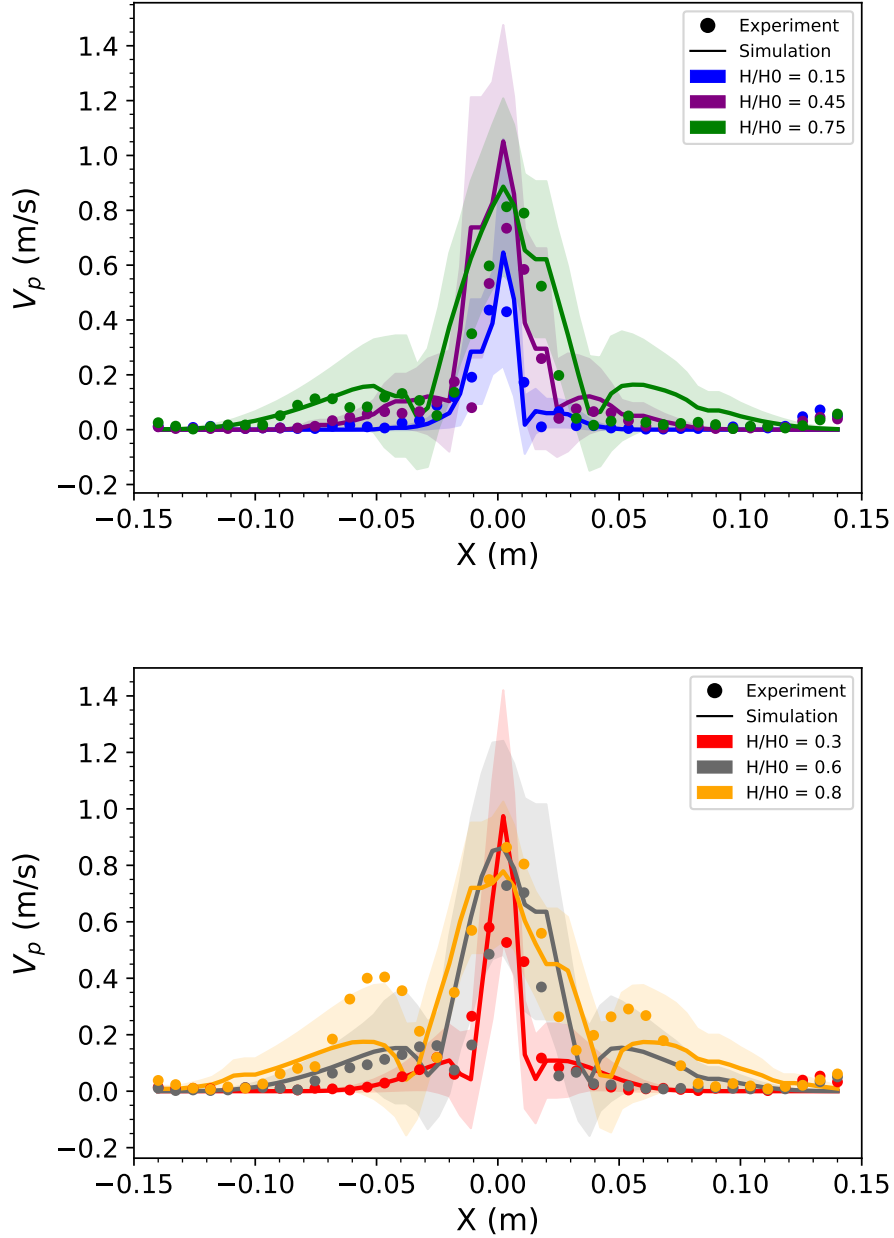 1.4
1.2
1.0
0.8
0.6
0.4
0.2
0.0
−0.2
V_p (m/s)
Experiment
Simulation
H/H0 = 0.15
H/H0 = 0.45
H/H0 = 0.75
−0.15 −0.10 −0.05 0.00 0.05 0.10 0.15
X (m)
1.4
1.2
1.0
0.8
0.6
0.4
0.2
0.0
−0.2
V_p (m/s)
Experiment
Simulation
H/H0 = 0.3
H/H0 = 0.6
H/H0 = 0.8
−0.15 −0.10 −0.05 0.00 0.05 0.10 0.15
X (m)